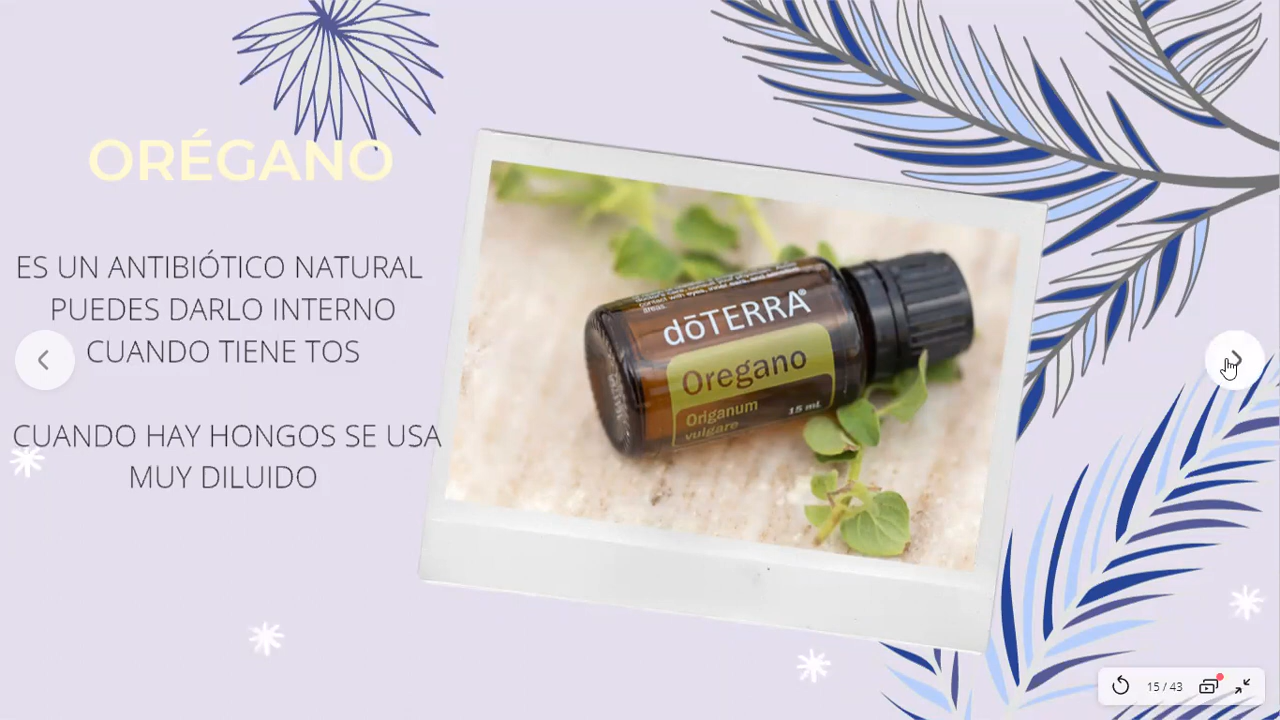 ORÉGANO
ES UN ANTIBIÓTICO NATURAL
PUEDES DARLO INTERNO
CUANDO TIENE TOS
CUANDO HAY HONGOS SE USA
MUY DILUIDO
dōTERRA®
Oregano
Origanum
vulgare
15 mL
15 / 43